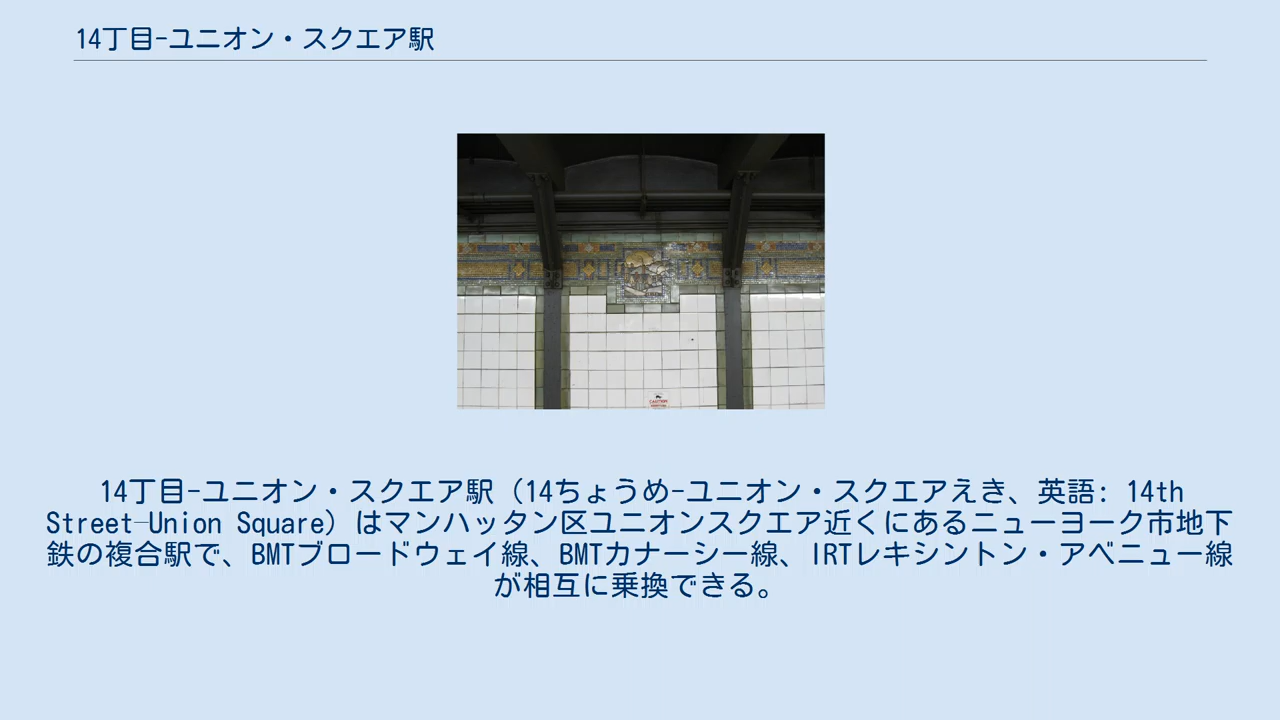 14丁目-ユニオン・スクエア駅
CAUTION
14丁目-ユニオン・スクエア駅（14ちょうめ-ユニオン・スクエアえき、英語: 14th
Street–Union Square）はマンハッタン区ユニオンスクエア近くにあるニューヨーク市地下
鉄の複合駅で、BMTブロードウェイ線、BMTカナーシー線、IRTレキシントン・アベニュー線
が相互に乗換できる。